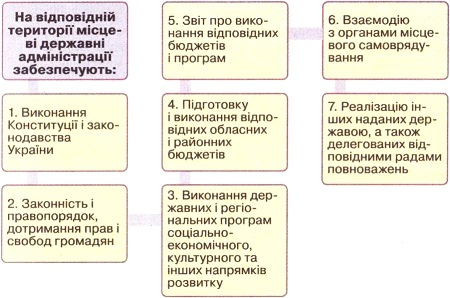 На відповідній
території місце-
ві державні
адміністрації
забезпечують:
1. Виконання
Конституції і зако-
нодавства
України
2. Законність і
правопорядок,
дотримання прав і
свобод громадян
3. Виконання дер-
жавних і регіо-
нальних програм
соціально-
економічного,
культурного та
інших напрямків
розвитку
4. Підготовку
і виконання відпо-
відних обласних
і районних
бюджетів
5. Звіт про вико-
нання відповідних
бюджетів
і програм
6. Взаємодію
з органами місце-
вого самовряду-
вання
7. Реалізацію ін-
ших наданих дер-
жавою, а також
делегованих від-
повідними радами
повноважень